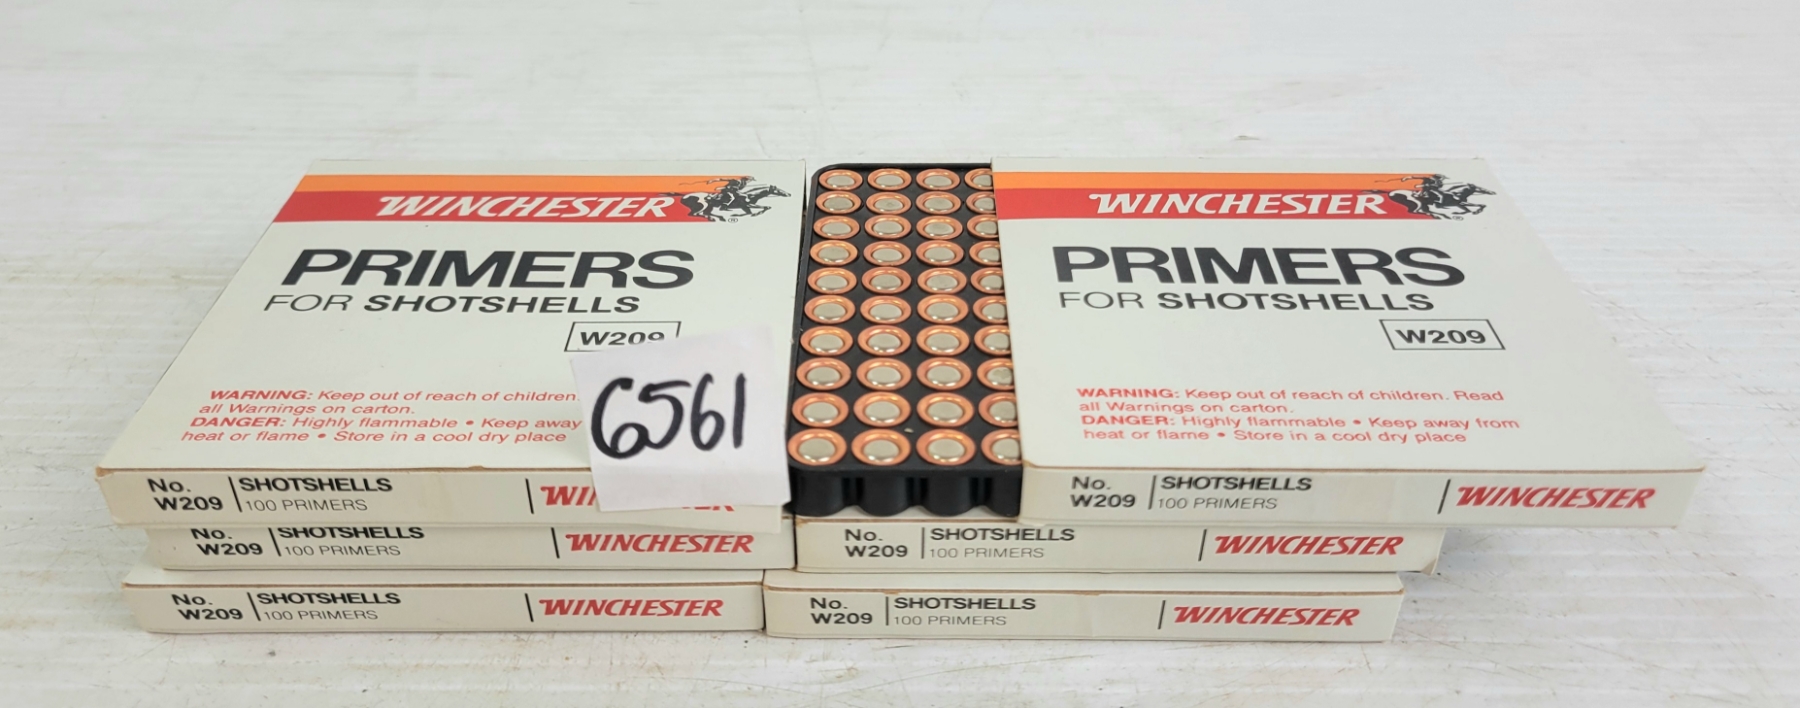 WINCHESTER
®
PRIMERS
FOR SHOTSHELLS
W209
WARNING: Keep out of reach of children.
all Warnings on carton.
DANGER: Highly flammable • Keep away
heat or flame • Store in a cool dry place
6561
No.
W209
SHOTSHELLS
100 PRIMERS
No.
W209
SHOTSHELLS
100 PRIMERS
WINCHESTER
No.
W209
SHOTSHELLS
100 PRIMERS
WINCHESTER
WINCHESTER
®
PRIMERS
FOR SHOTSHELLS
W209
WARNING: Keep out of reach of children. Read
all Warnings on carton.
DANGER: Highly flammable • Keep away from
heat or flame • Store in a cool dry place
No.
W209
SHOTSHELLS
100 PRIMERS
WINCHESTER
No.
W209
SHOTSHELLS
100 PRIMERS
WINCHESTER
No.
W209
SHOTSHELLS
100 PRIMERS
WINCHESTER